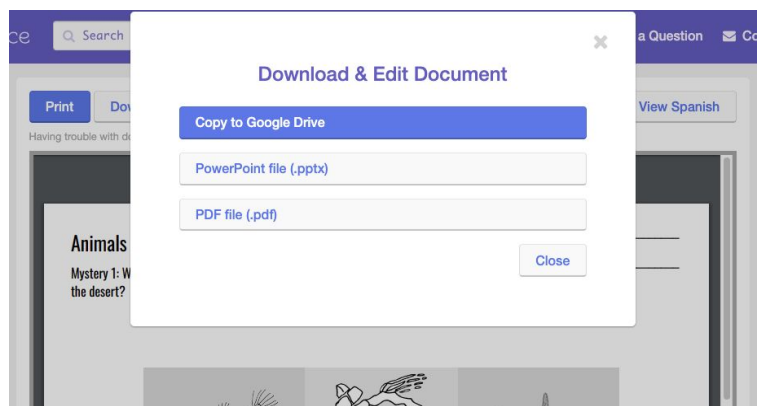 ce
Search
a Question
Co
Download & Edit Document
Print
Dov
View Spanish
Having trouble with do
Copy to Google Drive
PowerPoint file (.pptx)
PDF file (.pdf)
Close
Animals
Mystery 1: W
the desert?